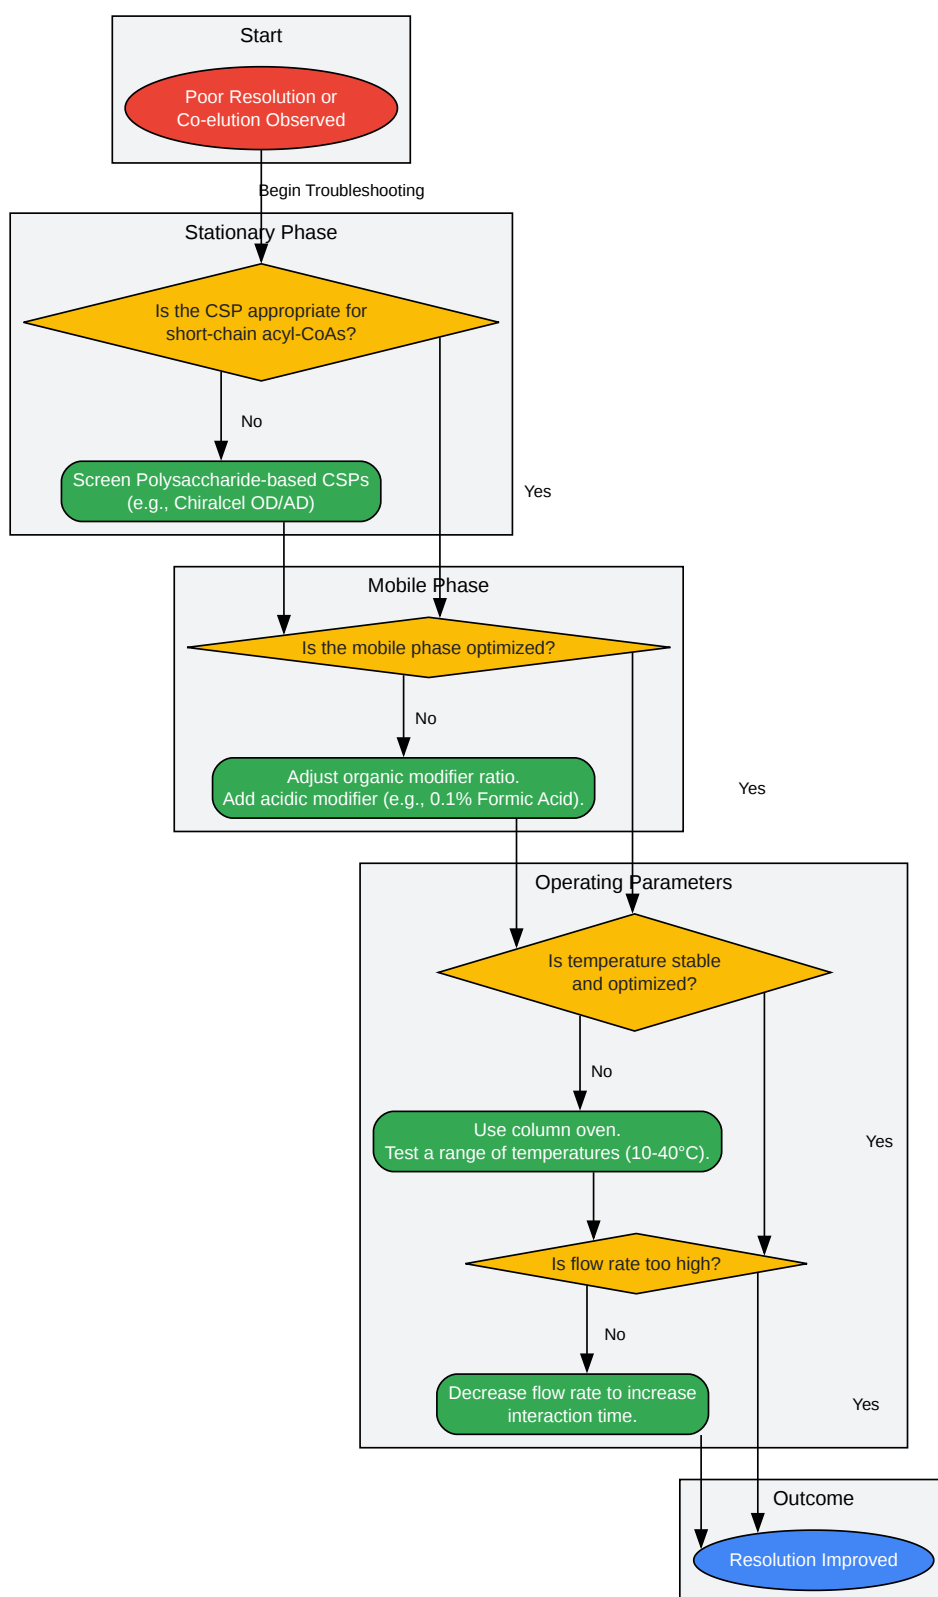 Start
Poor Resolution or
Co-elution Observed
Begin Troubleshooting
Stationary Phase
Is the CSP appropriate for
short-chain acyl-CoAs?
No
Screen Polysaccharide-based CSPs
(e.g., Chiralcel OD/AD)
Yes
Mobile Phase
Is the mobile phase optimized?
No
Adjust organic modifier ratio.
Add acidic modifier (e.g., 0.1% Formic Acid).
Yes
Operating Parameters
Is temperature stable
and optimized?
No
Use column oven.
Test a range of temperatures (10-40°C).
Yes
Is flow rate too high?
No
Decrease flow rate to increase
interaction time.
Yes
Outcome
Resolution Improved